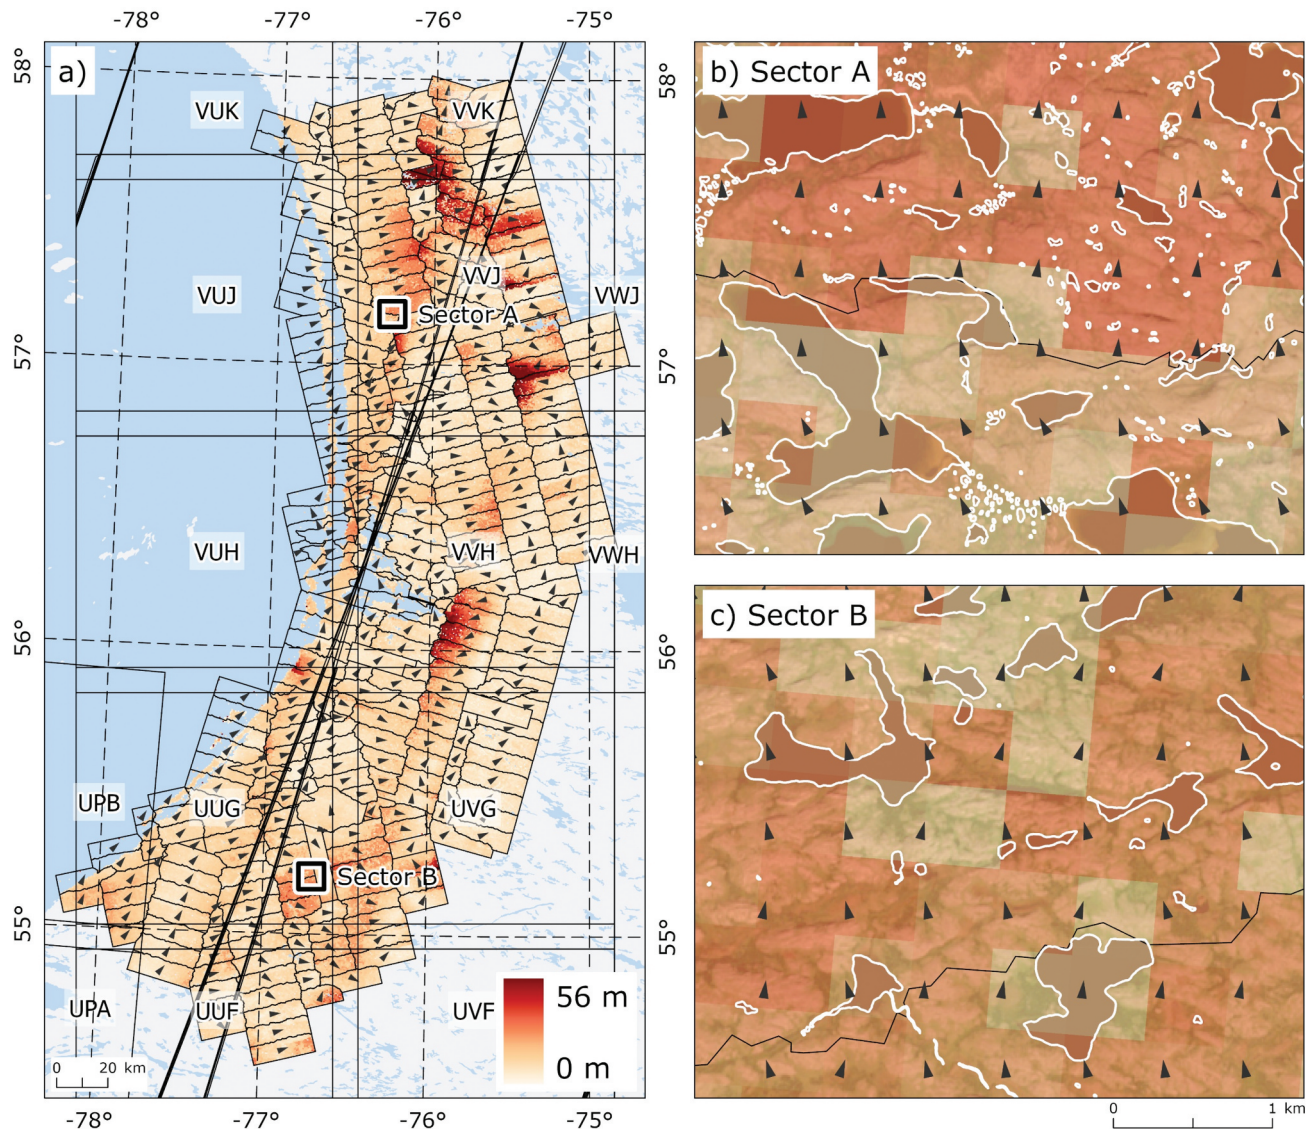 -78° -77° -76° -75°
a)
58°
57°
56°
55°
VUK
VVK
VUJ
VVJ
VWJ
Sector A
VUH
VVH
VWH
UPB
UUG
UVG
Sector B
UPA
UUF
UVF
56 m
0 m
0 20 km
-78° -77° -76° -75°
b) Sector A
58°
57°
c) Sector B
56°
55°
0 1 km